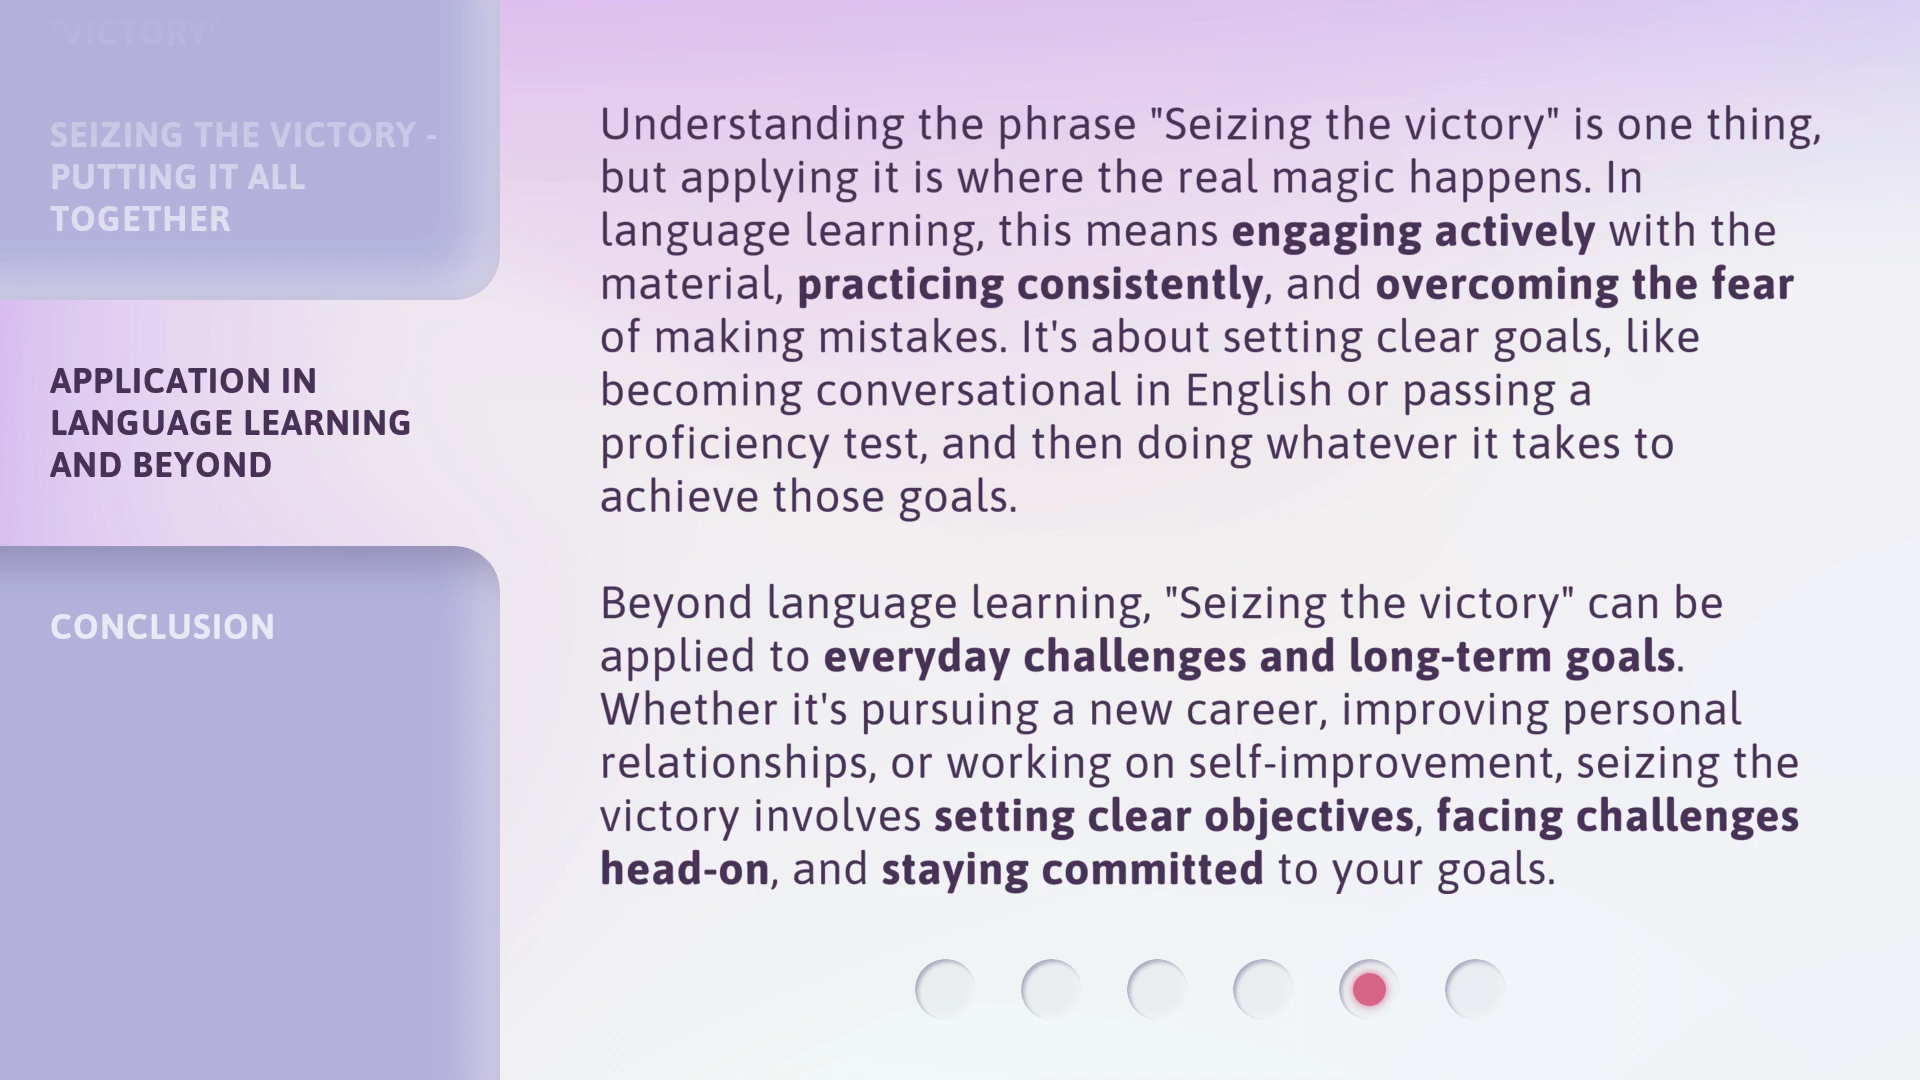 "VICTORY"
SEIZING THE VICTORY -
PUTTING IT ALL
TOGETHER
APPLICATION IN
LANGUAGE LEARNING
AND BEYOND
CONCLUSION
Understanding the phrase "Seizing the victory" is one thing,
but applying it is where the real magic happens. In
language learning, this means engaging actively with the
material, practicing consistently, and overcoming the fear
of making mistakes. It's about setting clear goals, like
becoming conversational in English or passing a
proficiency test, and then doing whatever it takes to
achieve those goals.
Beyond language learning, "Seizing the victory" can be
applied to everyday challenges and long-term goals.
Whether it's pursuing a new career, improving personal
relationships, or working on self-improvement, seizing the
victory involves setting clear objectives, facing challenges
head-on, and staying committed to your goals.